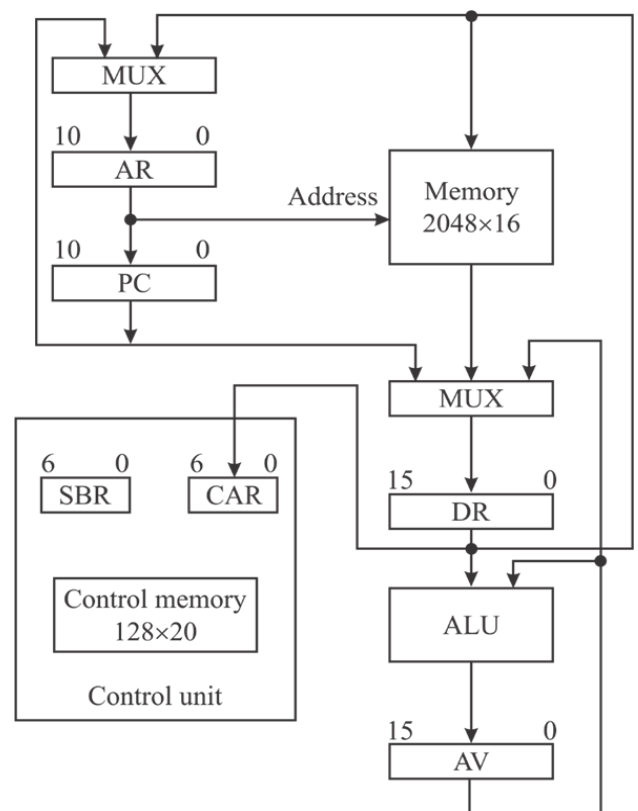 MUX
10 0
AR
Address
Memory
2048×16
10 0
PC
MUX
6 0
SBR
6 0
CAR
15 0
DR
Control memory
128×20
ALU
Control unit
15 0
AV